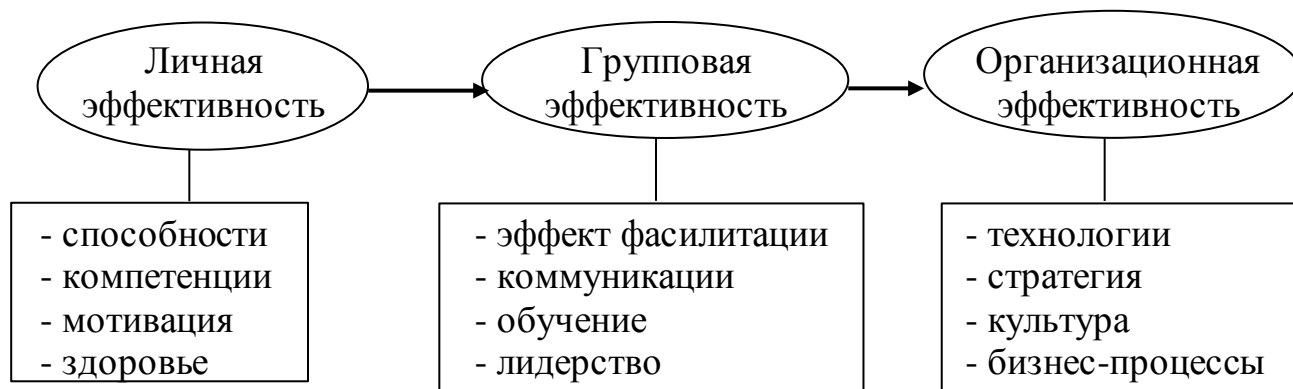 Личная
эффективность
Групповая
эффективность
Организационная
эффективность
- способности
- компетенции
- мотивация
- здоровье
- эффект фасилитации
- коммуникации
- обучение
- лидерство
- технологии
- стратегия
- культура
- бизнес-процессы